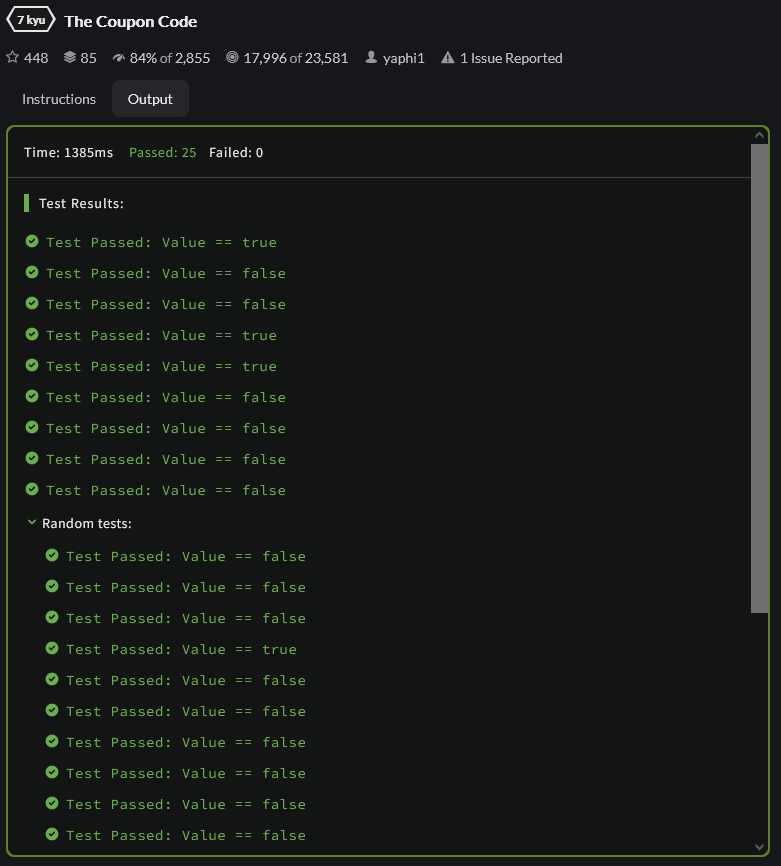 7 kyu The Coupon Code
448 85 84% of 2,855 17,996 of 23,581 yaphi1 1 Issue Reported
Instructions Output
Time: 1385ms Passed: 25 Failed: 0
Test Results:
Test Passed: Value == true
Test Passed: Value == false
Test Passed: Value == false
Test Passed: Value == true
Test Passed: Value == true
Test Passed: Value == false
Test Passed: Value == false
Test Passed: Value == false
Test Passed: Value == false
Random tests:
Test Passed: Value == false
Test Passed: Value == false
Test Passed: Value == false
Test Passed: Value == true
Test Passed: Value == false
Test Passed: Value == false
Test Passed: Value == false
Test Passed: Value == false
Test Passed: Value == false
Test Passed: Value == false